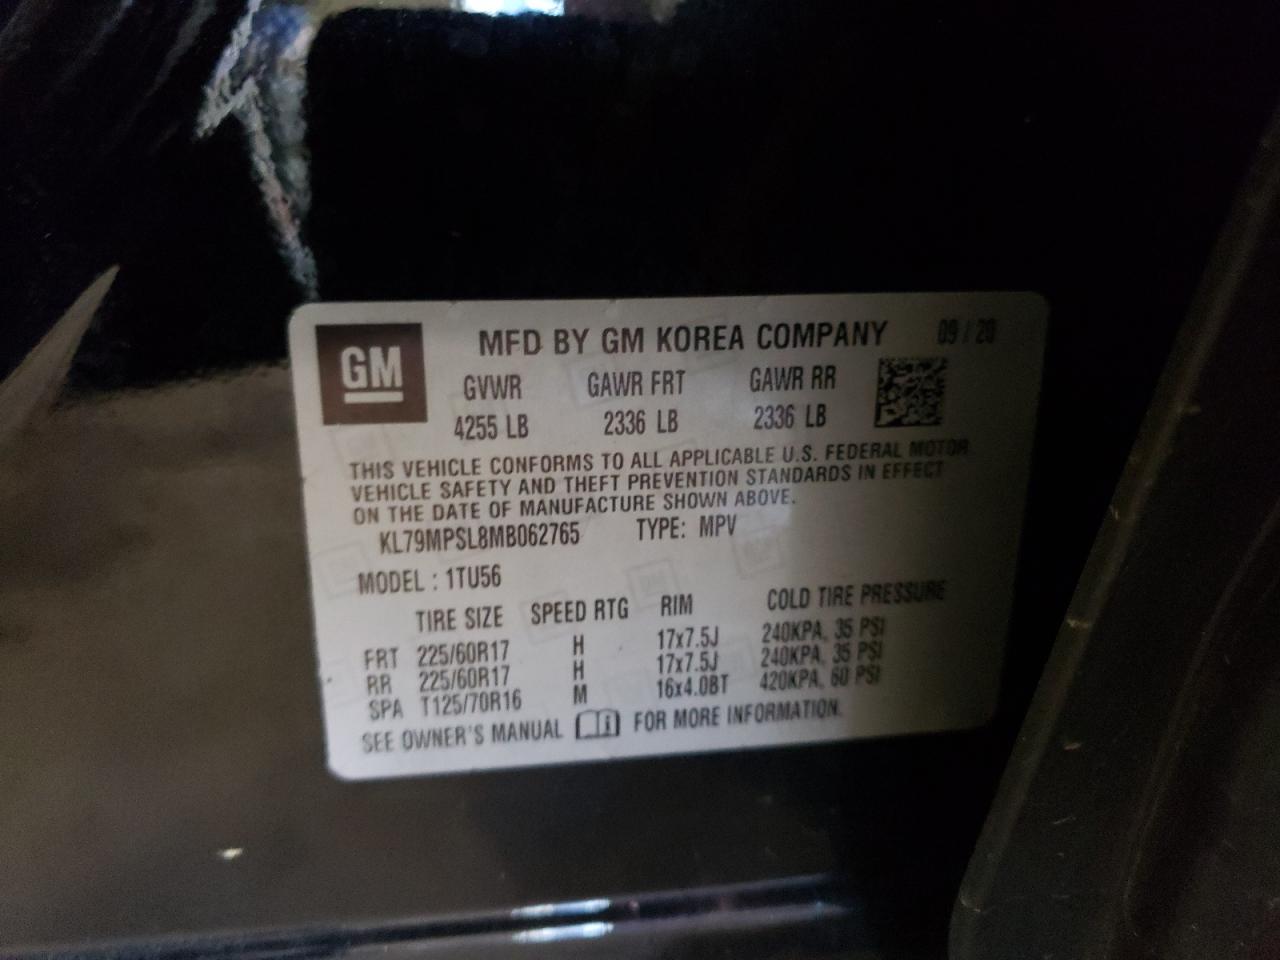 GM
MFD BY GM KOREA COMPANY 09 / 20
GVWR GAWR FRT GAWR RR
4255 LB 2336 LB 2336 LB
THIS VEHICLE CONFORMS TO ALL APPLICABLE U.S. FEDERAL MOTOR
VEHICLE SAFETY AND THEFT PREVENTION STANDARDS IN EFFECT
ON THE DATE OF MANUFACTURE SHOWN ABOVE.
KL79MPSL8MB062765 TYPE: MPV
MODEL : 1TU56
TIRE SIZE SPEED RTG RIM COLD TIRE PRESSURE
FRT 225/60R17 H 17x7.5J 240KPA, 35 PSI
RR 225/60R17 H 17x7.5J 240KPA, 35 PSI
SPA T125/70R16 M 16x4.0BT 420KPA, 60 PSI
SEE OWNER'S MANUAL FOR MORE INFORMATION.